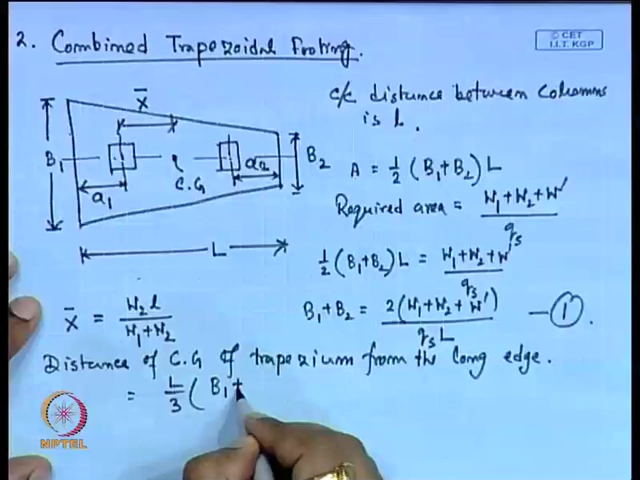 2. Combined Trapezoidal Footing.
© CET
I.I.T. KGP
x̄
B₁
B₂
a₁
a₂
C.G
L
c/c distance between columns
is l.
A = 1/2 (B₁+B₂) L
Required area = (W₁+W₂+W')/qs
1/2 (B₁+B₂) L = (W₁+W₂+W')/qs
B₁+B₂ = 2(W₁+W₂+W')/(qs L) —①.
x̄ = W₂ l/(W₁+W₂)
Distance of C.G of trapezium from the long edge.
= L/3 ( B₁+
NPTEL